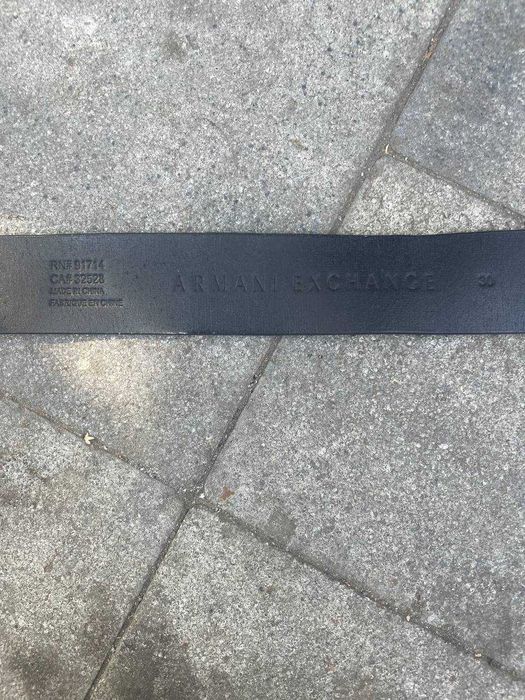 RN# 91714
CA# 32528
MADE IN CHINA
FABRIQUE EN CHINE
ARMANI EXCHANGE
30